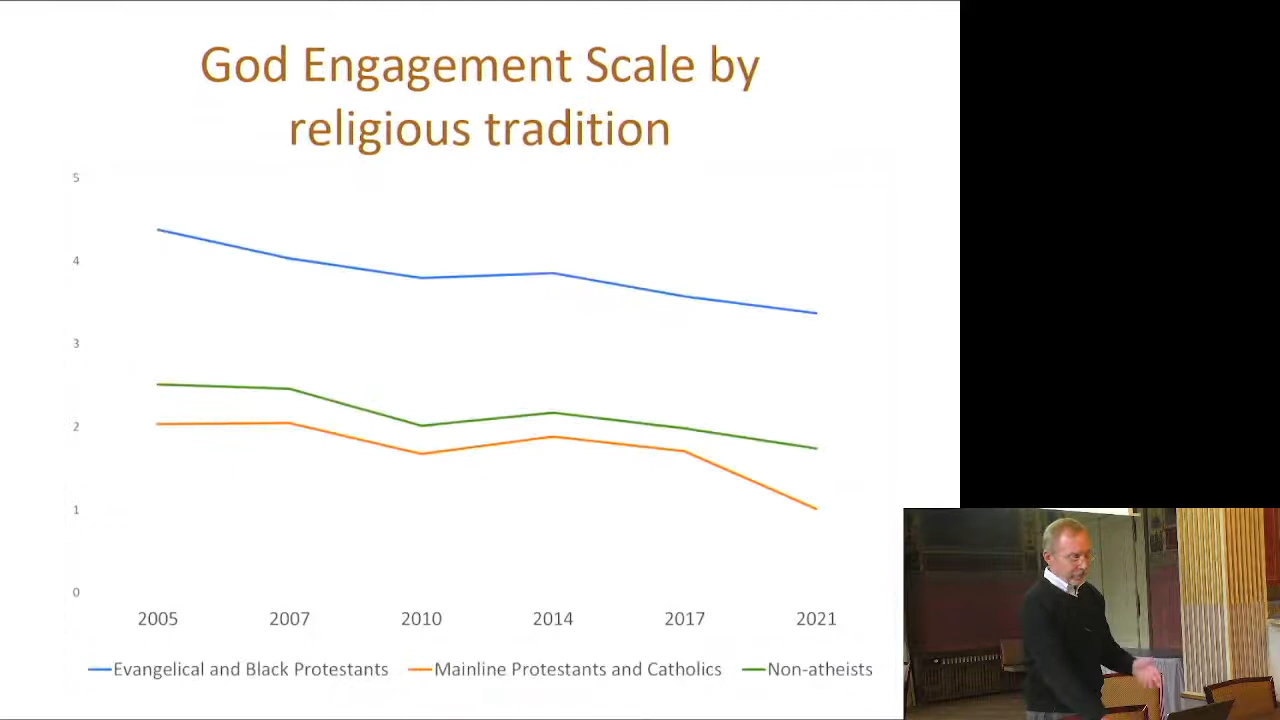 God Engagement Scale by
religious tradition
5
4
3
2
1
0
2005 2007 2010 2014 2017 2021
Evangelical and Black Protestants Mainline Protestants and Catholics Non-atheists